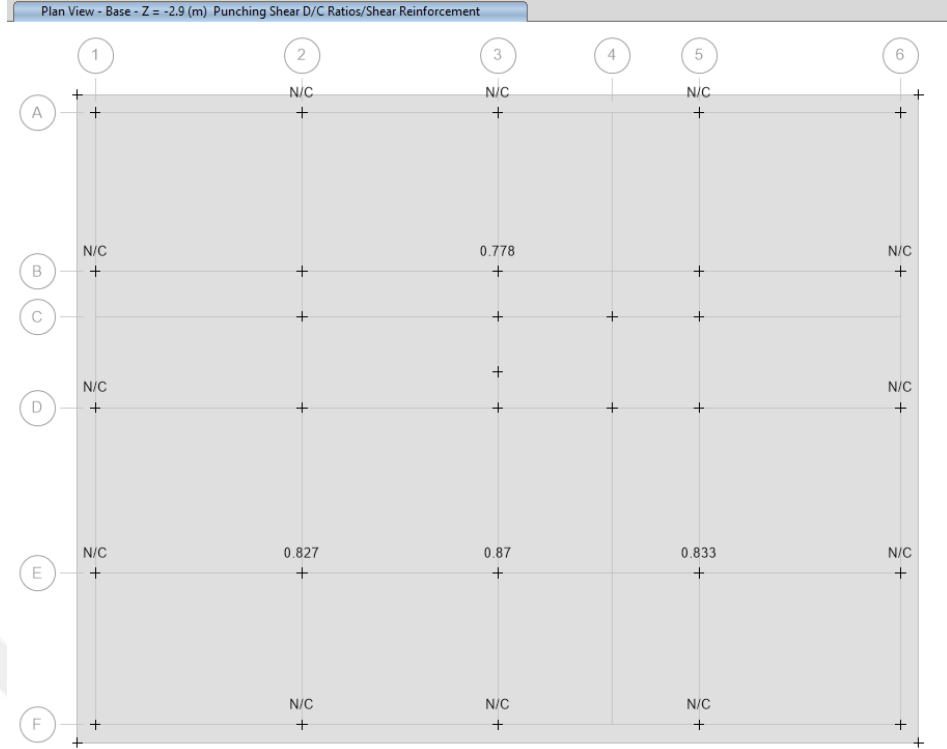 Plan View - Base - Z = -2.9 (m)  Punching Shear D/C Ratios/Shear Reinforcement
1 2 3 4 5 6
N/C N/C N/C
A
N/C 0.778 N/C
B
C
N/C N/C
D
N/C 0.827 0.87 0.833 N/C
E
N/C N/C N/C
F